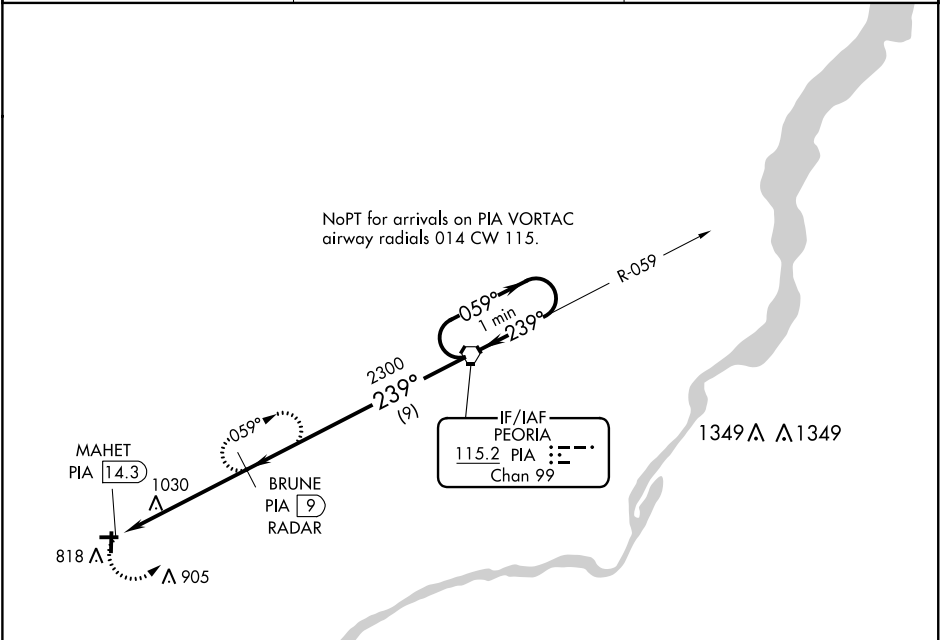 NoPT for arrivals on PIA VORTAC
airway radials 014 CW 115.
R-059
059°
1 min
239°
2300
239°
(9)
IF/IAF
PEORIA
115.2 PIA
Chan 99
1349 1349
059°
MAHET
PIA 14.3
1030
BRUNE
PIA 9
RADAR
818
905